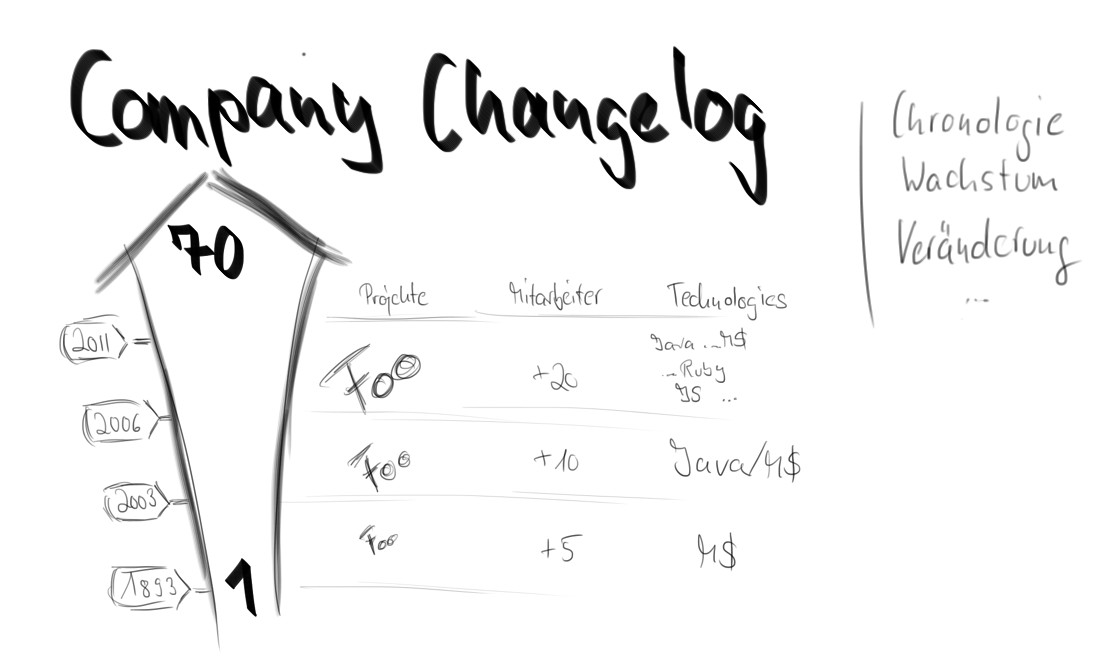 Company Changelog
Chronologie
Wachstum
Veränderung
...
70
Projekte Mitarbeiter Technologies
2011
Foo +20 Java ... M$
... Ruby
JS ...
2006
Foo +10 Java/M$
2003
Foo +5 M$
1893
1